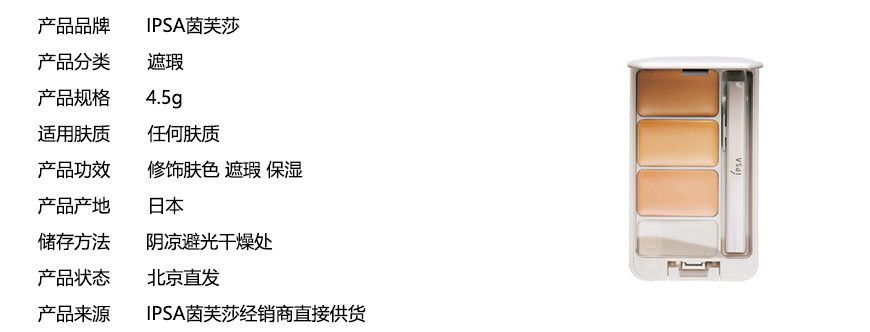 产品品牌 IPSA茵芙莎
产品分类 遮瑕
产品规格 4.5g
适用肤质 任何肤质
产品功效 修饰肤色 遮瑕 保湿
产品产地 日本
储存方法 阴凉避光干燥处
产品状态 北京直发
产品来源 IPSA茵芙莎经销商直接供货
IPSA